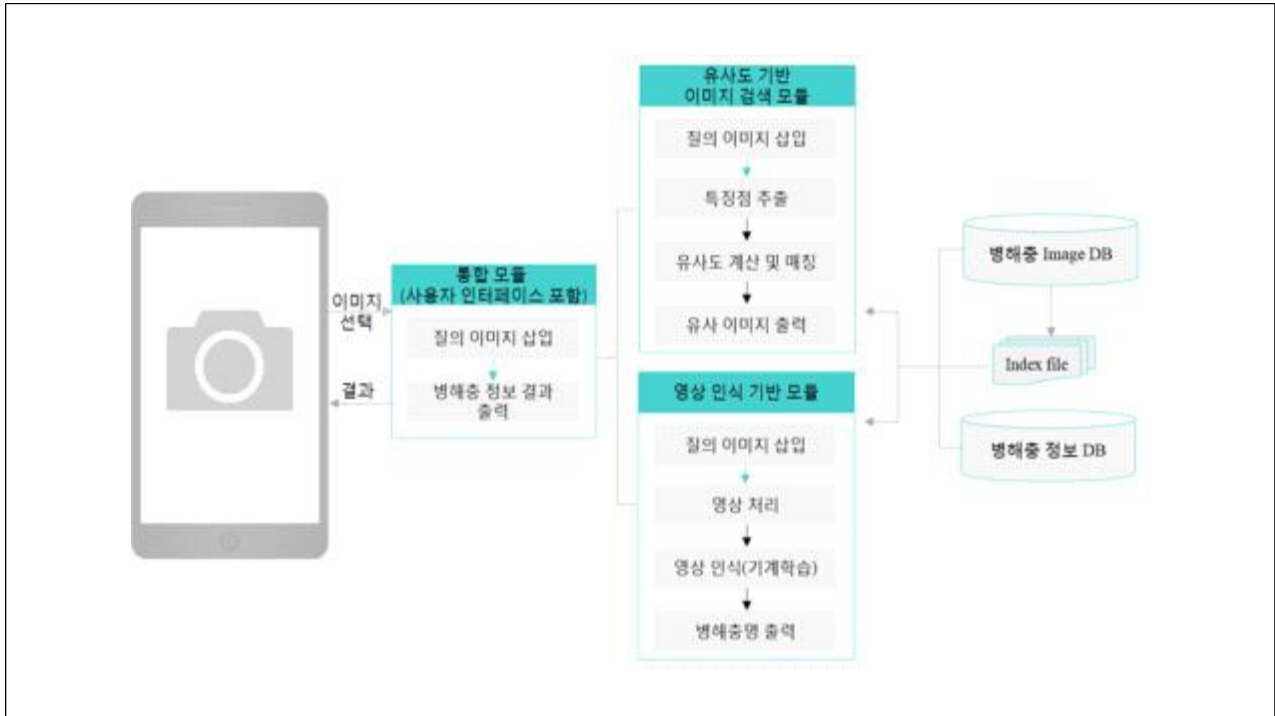 이미지
선택
결과
통합 모듈
(사용자 인터페이스 포함)
질의 이미지 삽입
병해충 정보 결과
출력
유사도 기반
이미지 검색 모듈
질의 이미지 삽입
특징점 추출
유사도 계산 및 매칭
유사 이미지 출력
영상 인식 기반 모듈
질의 이미지 삽입
영상 처리
영상 인식(기계학습)
병해충명 출력
병해충 Image DB
Index file
병해충 정보 DB